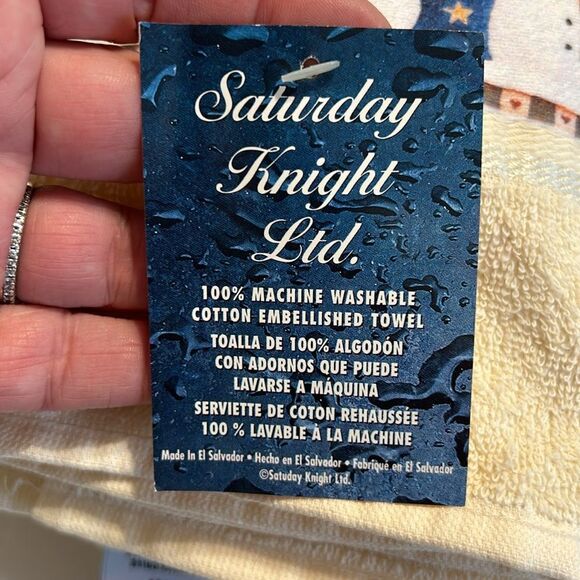 Saturday
Knight
Ltd.
100% MACHINE WASHABLE
COTTON EMBELLISHED TOWEL
TOALLA DE 100% ALGODÓN
CON ADORNOS QUE PUEDE
LAVARSE A MÁQUINA
SERVIETTE DE COTON REHAUSSÉE
100 % LAVABLE À LA MACHINE
Made In El Salvador • Hecho en El Salvador • Fabriqué en El Salvador
©Satuday Knight Ltd.